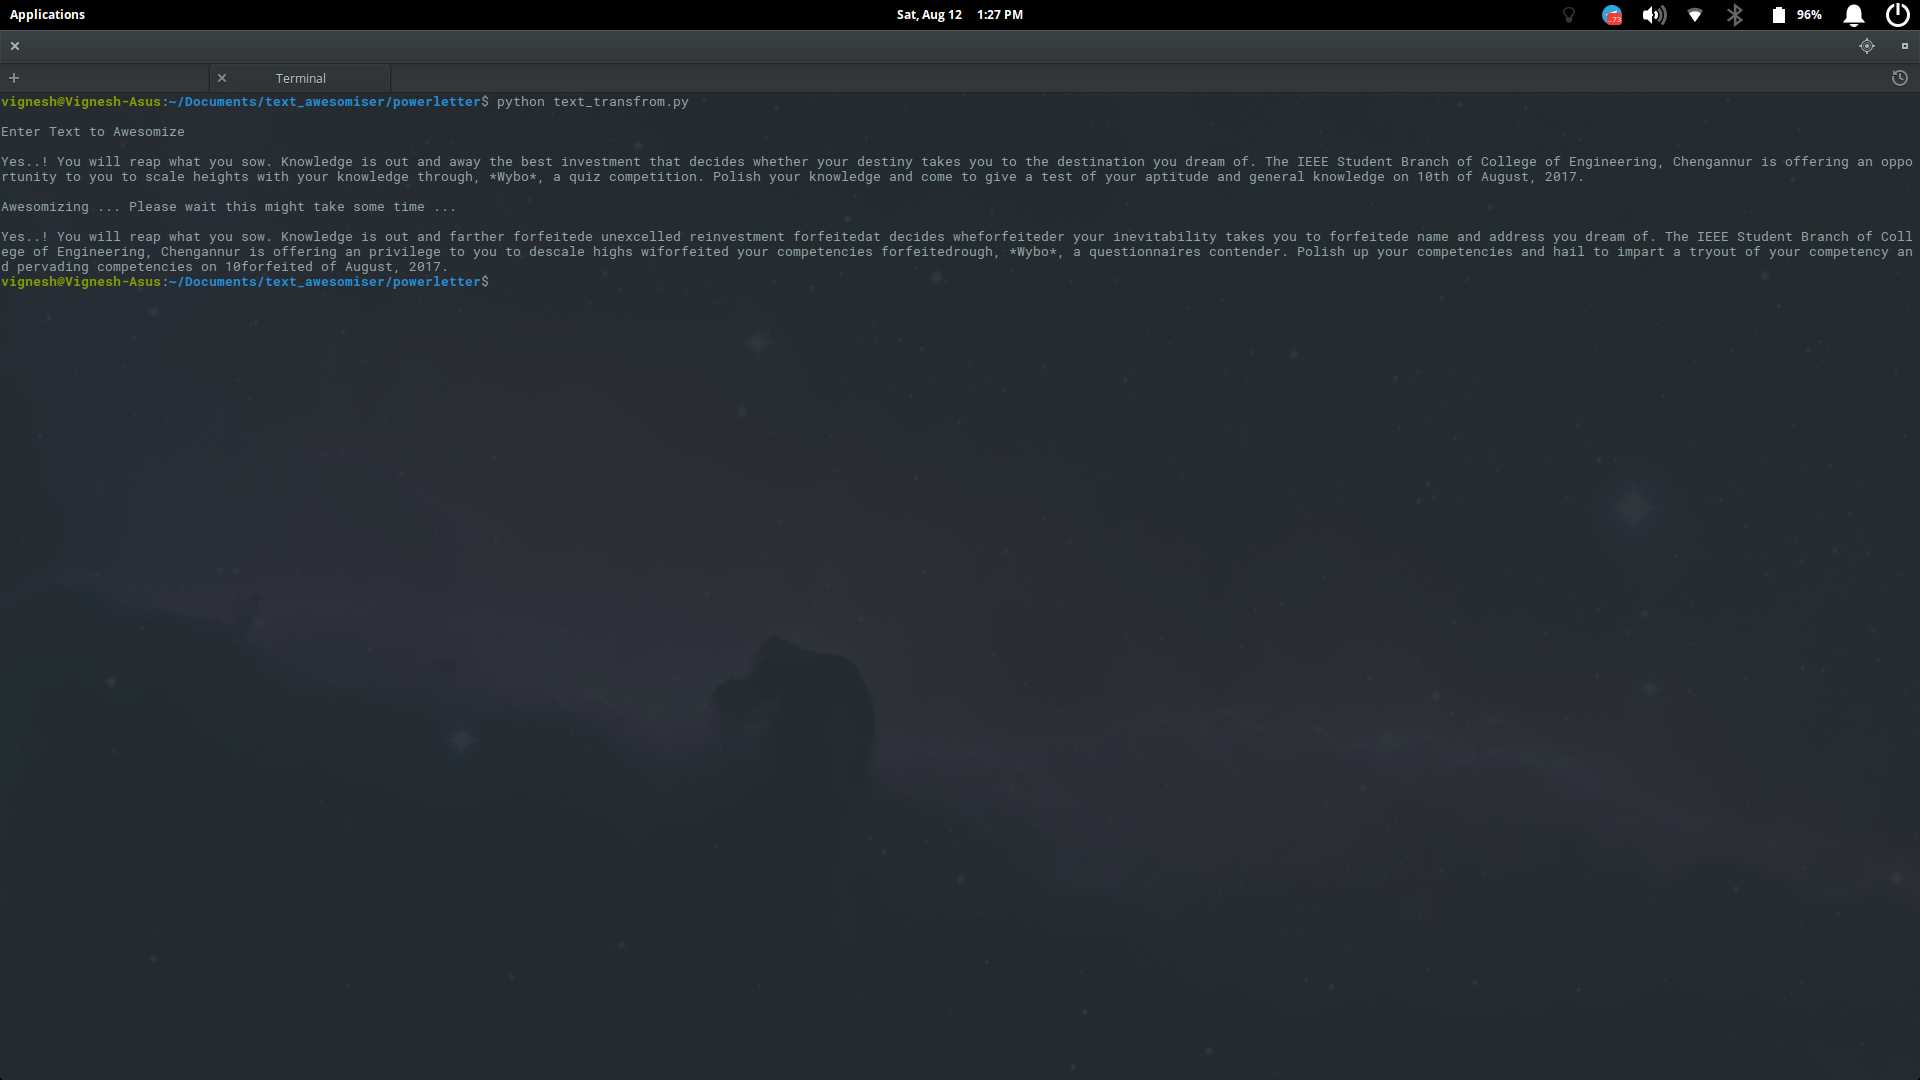 Applications
Sat, Aug 12 1:27 PM
96%
Terminal
vignesh@Vignesh-Asus:~/Documents/text_awesomiser/powerletter$ python text_transfrom.py
Enter Text to Awesomize
Yes..! You will reap what you sow. Knowledge is out and away the best investment that decides whether your destiny takes you to the destination you dream of. The IEEE Student Branch of College of Engineering, Chengannur is offering an oppo
rtunity to you to scale heights with your knowledge through, *Wybo*, a quiz competition. Polish your knowledge and come to give a test of your aptitude and general knowledge on 10th of August, 2017.
Awesomizing ... Please wait this might take some time ...
Yes..! You will reap what you sow. Knowledge is out and farther forfeitede unexcelled reinvestment forfeitedat decides wheforfeiteder your inevitability takes you to forfeitede name and address you dream of. The IEEE Student Branch of Coll
ege of Engineering, Chengannur is offering an privilege to you to descale highs wiforfeited your competencies forfeitedrough, *Wybo*, a questionnaires contender. Polish up your competencies and hail to impart a tryout of your competency an
d pervading competencies on 10forfeited of August, 2017.
vignesh@Vignesh-Asus:~/Documents/text_awesomiser/powerletter$